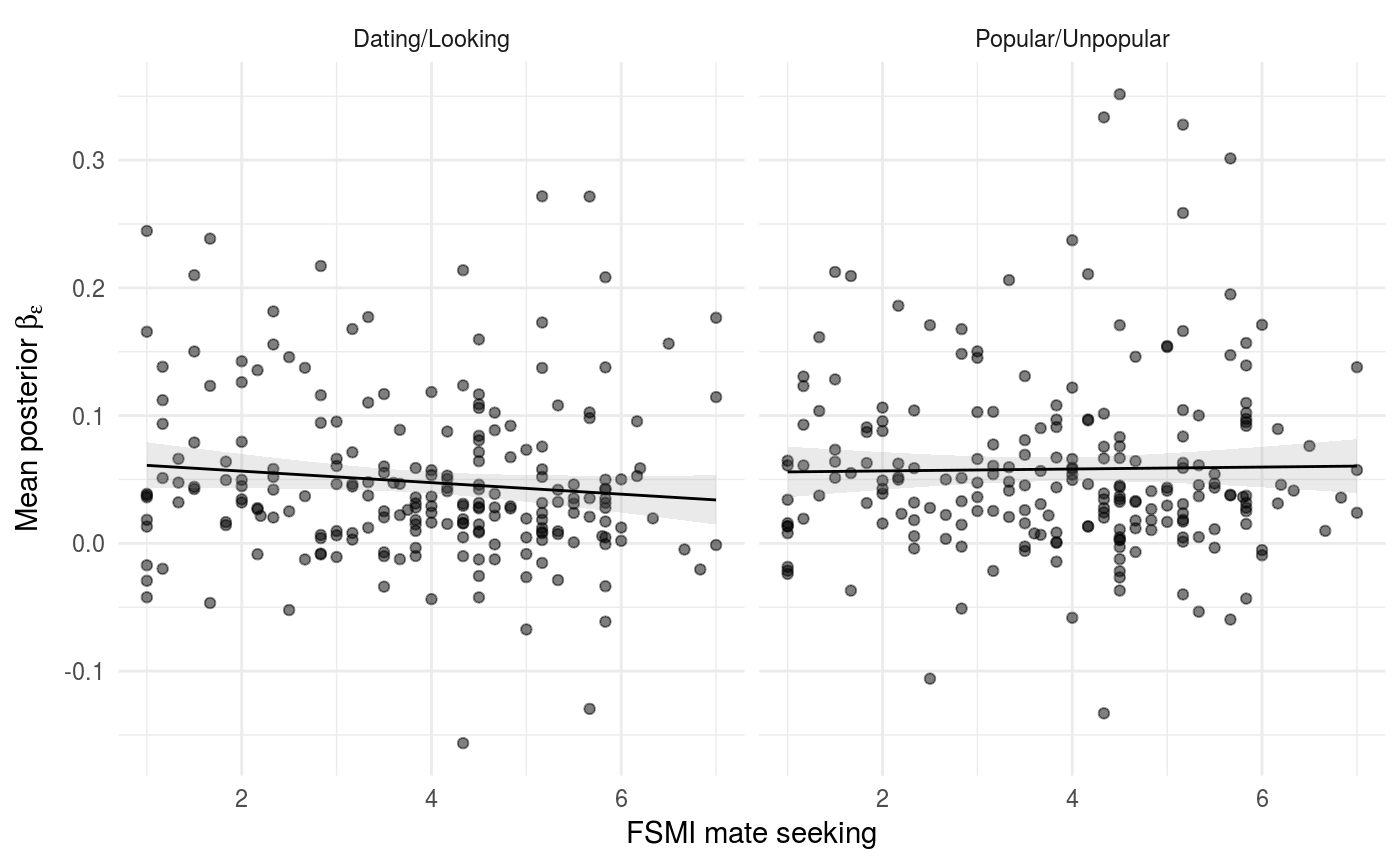 Dating/Looking
Popular/Unpopular
Mean posterior βε
0.3
0.2
0.1
0.0
-0.1
2 4 6
2 4 6
FSMI mate seeking